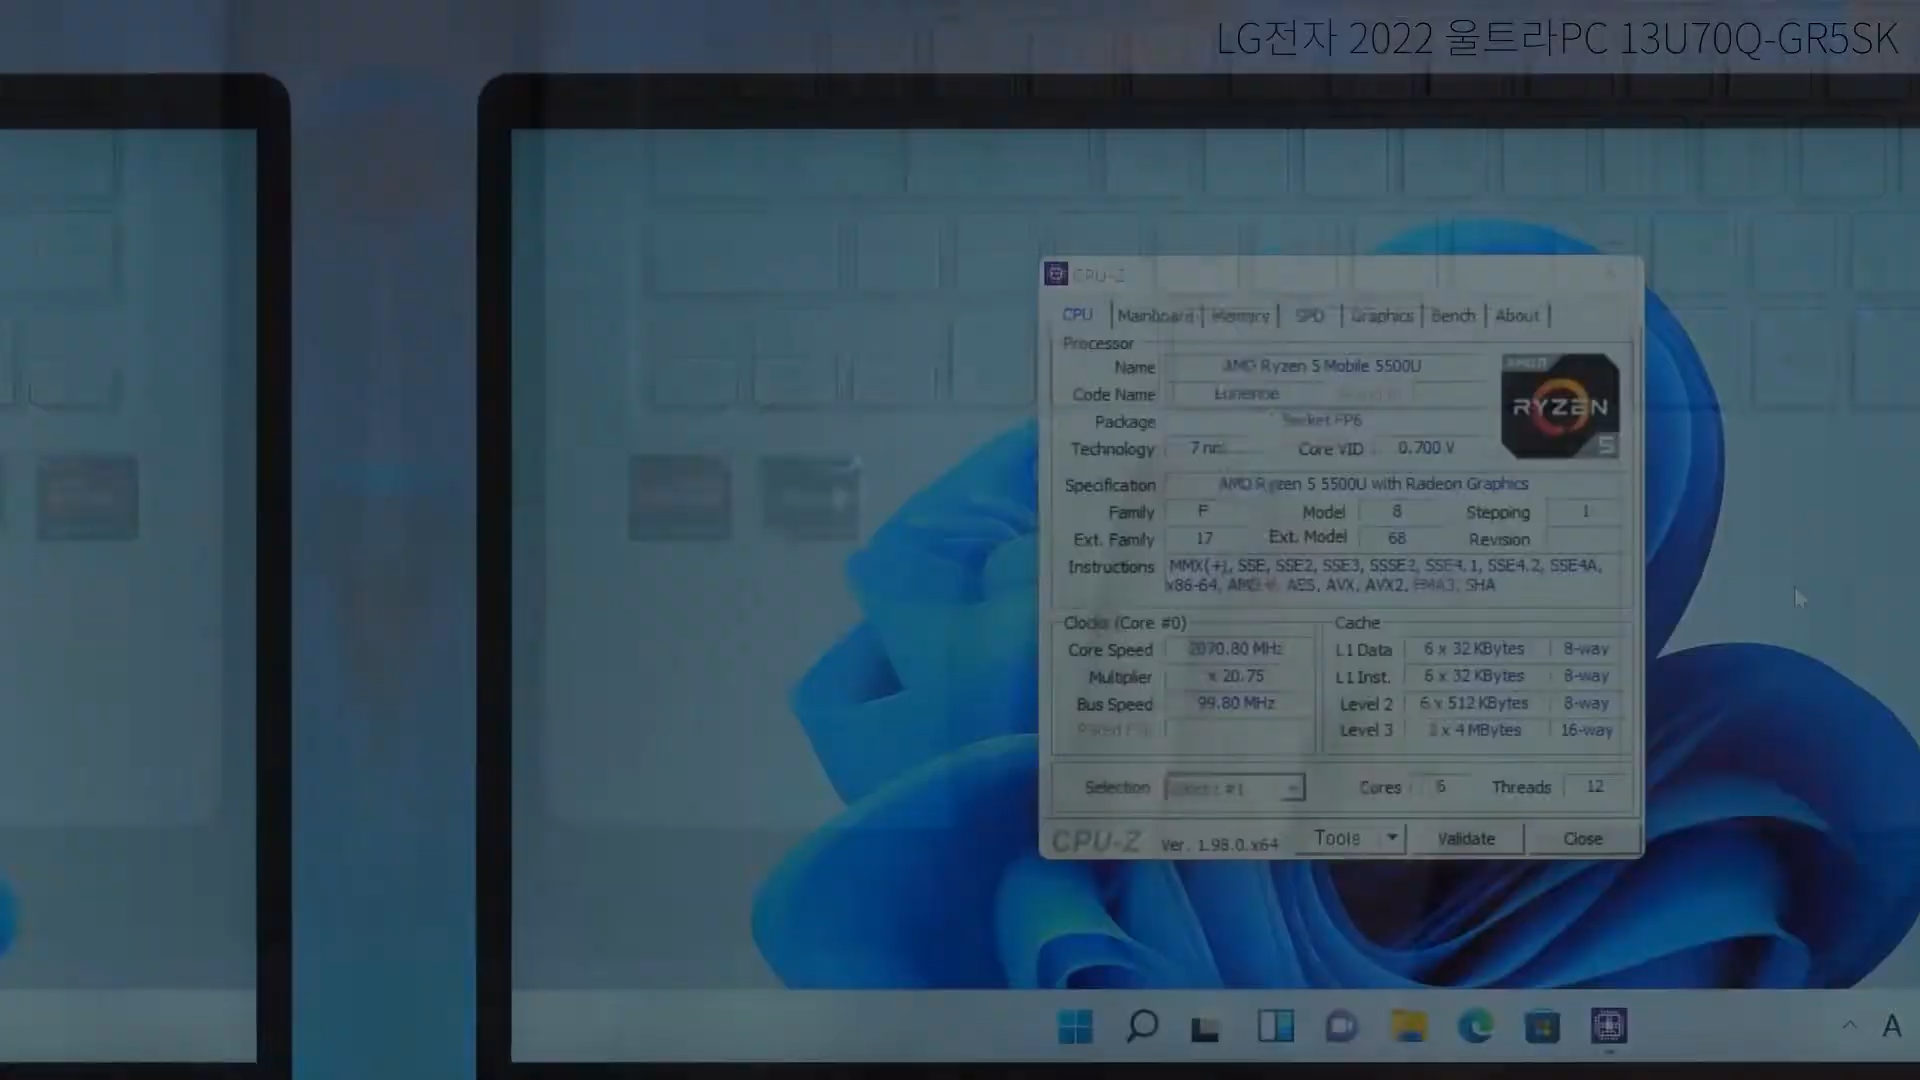 LG전자 2022 울트라PC 13U70Q-GR5SK
CPU-Z
CPU Mainboard Memory SPD Graphics Bench About
Processor
Name AMD Ryzen 5 Mobile 5500U
Code Name Lucienne
Package Socket FP6
Technology 7 nm Core VID 0.700 V
AMD
RYZEN
5
Specification AMD Ryzen 5 5500U with Radeon Graphics
Family F Model 8 Stepping 1
Ext. Family 17 Ext. Model 68 Revision
Instructions MMX(+), SSE, SSE2, SSE3, SSSE3, SSE4.1, SSE4.2, SSE4A,
x86-64, AES, AVX, AVX2, FMA3, SHA
Clocks (Core #0) Cache
Core Speed 2070.80 MHz L1 Data 6 x 32 KBytes 8-way
Multiplier x 20.75 L1 Inst. 6 x 32 KBytes 8-way
Bus Speed 99.80 MHz Level 2 6 x 512 KBytes 8-way
Level 3 2 x 4 MBytes 16-way
Selection #1 Cores 6 Threads 12
CPU-Z Ver. 1.98.0.x64 Tools Validate Close
A